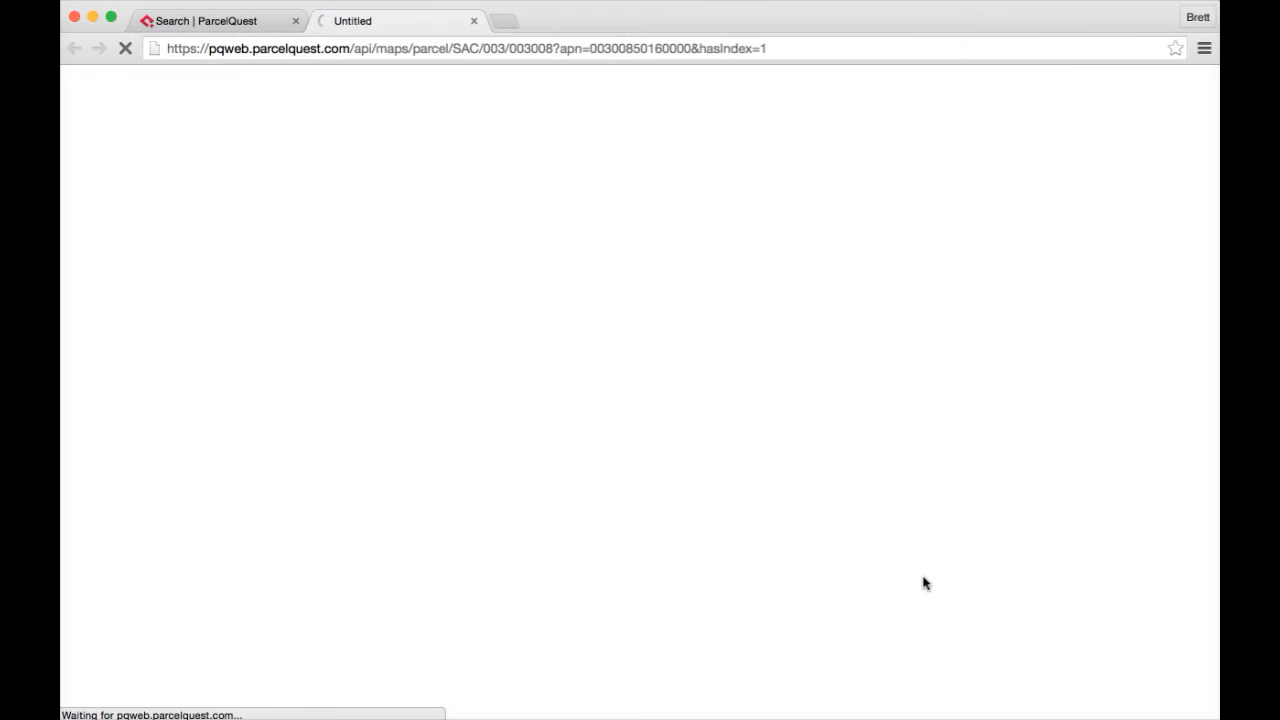 Search | ParcelQuest
Untitled
Brett
https://pqweb.parcelquest.com/api/maps/parcel/SAC/003/003008?apn=00300850160000&hasIndex=1
Waiting for pqweb.parcelquest.com...